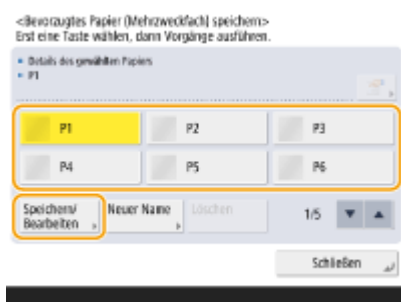 <Bevorzugtes Papier (Mehrzweckfach) speichern>
Erst eine Taste wählen, dann Vorgänge ausführen.
Details des gewählten Papiers
P1
P1 P2 P3
P4 P5 P6
Speichern/ Neuer Name Löschen 1/5
Bearbeiten
Schließen